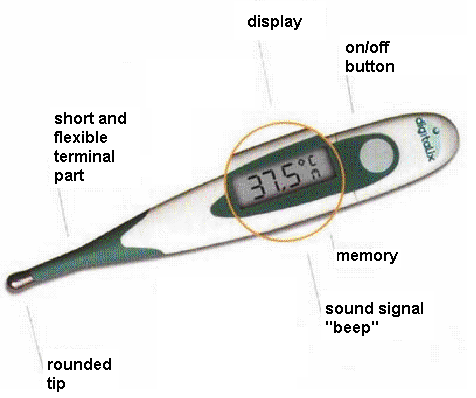 display
on/off
button
short and
flexible
terminal
part
digitalix
37.5°C
memory
sound signal
"beep"
rounded
tip